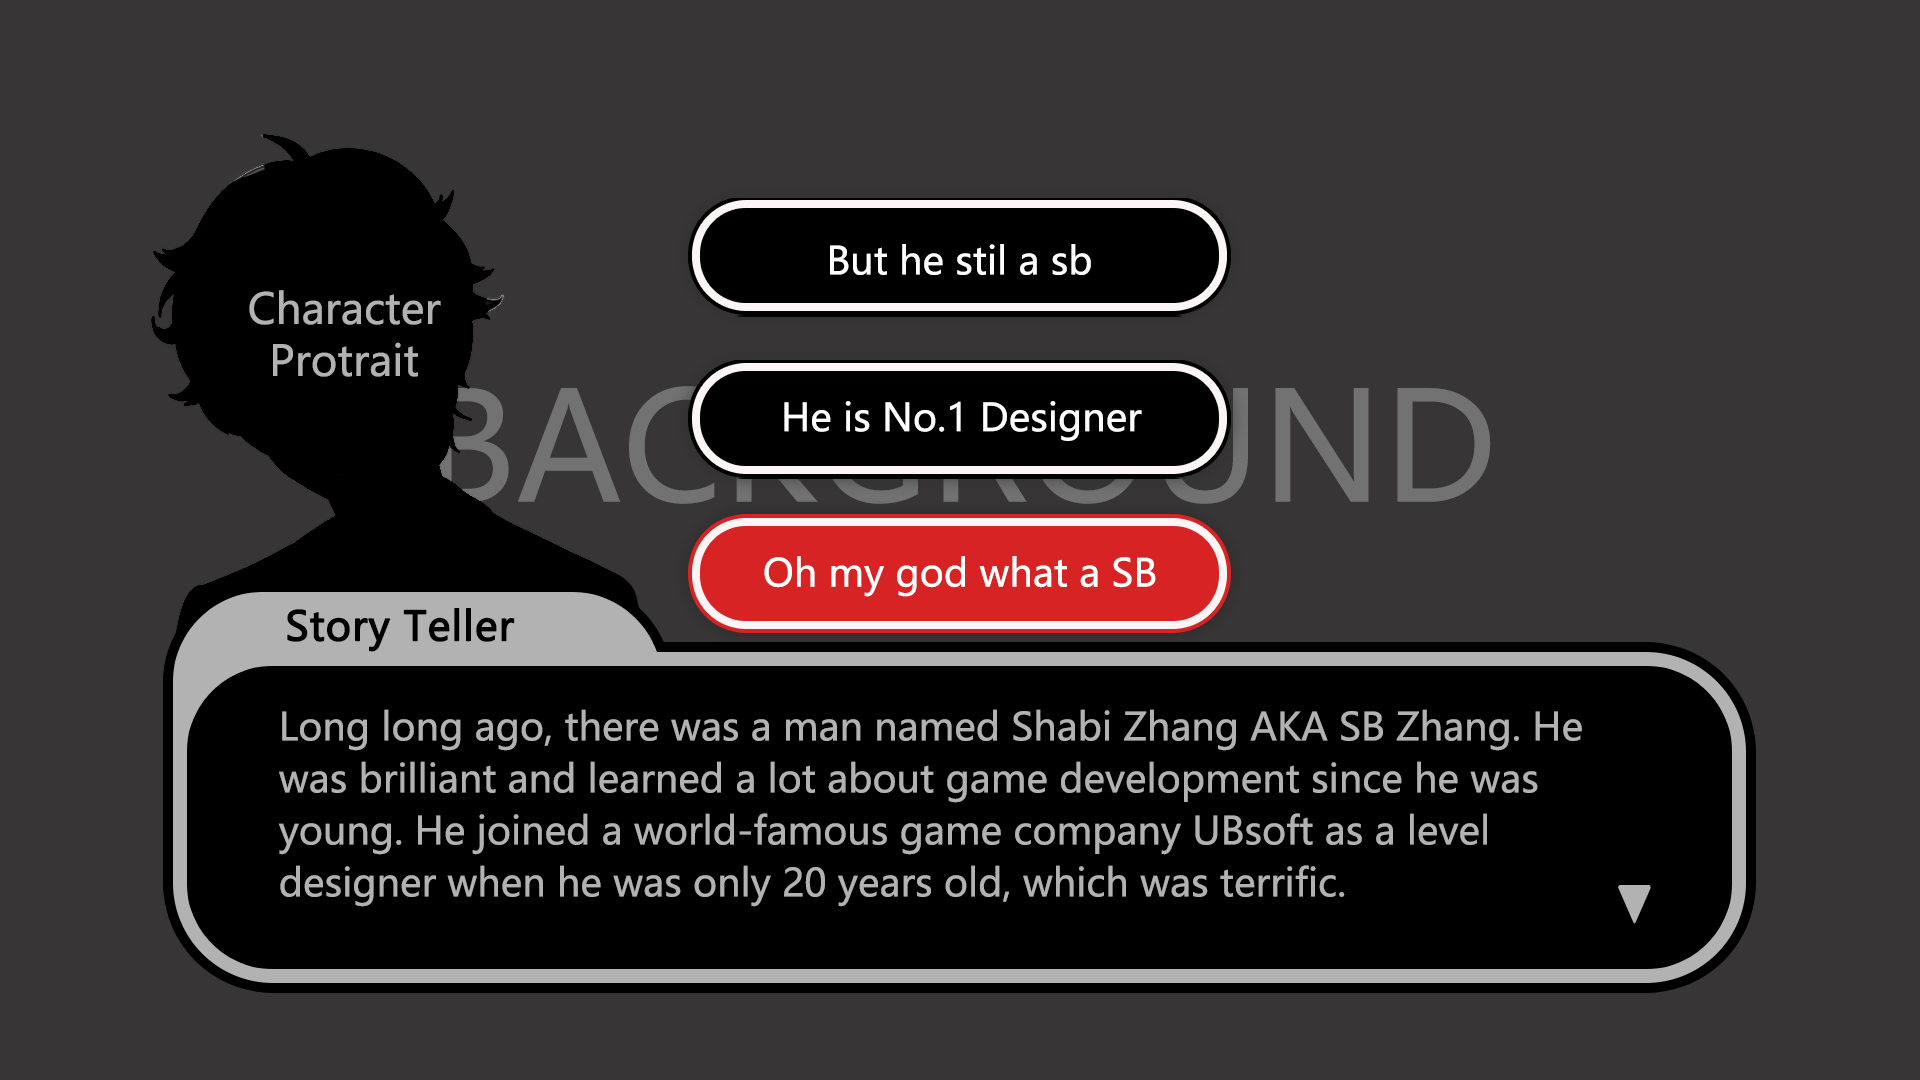 Character
Protrait
But he stil a sb
He is No.1 Designer
BACKGROUND
Oh my god what a SB
Story Teller
Long long ago, there was a man named Shabi Zhang AKA SB Zhang. He
was brilliant and learned a lot about game development since he was
young. He joined a world-famous game company UBsoft as a level
designer when he was only 20 years old, which was terrific.